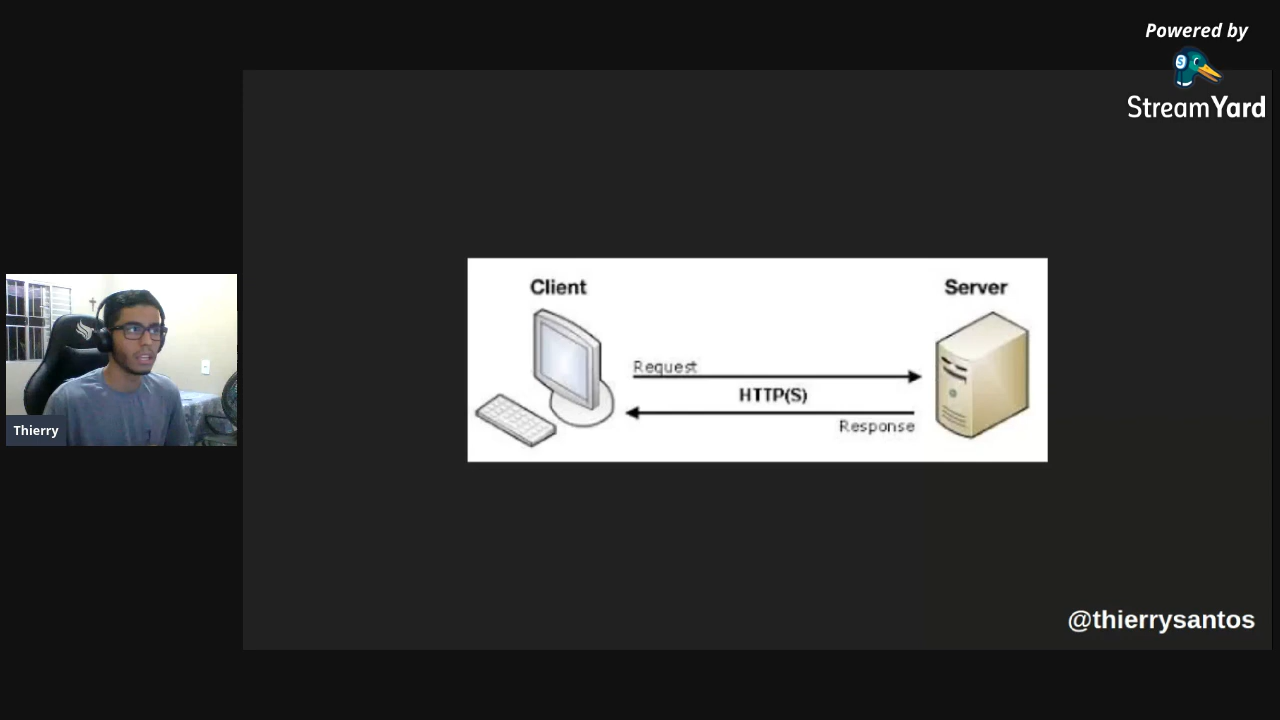 Powered by
StreamYard
Client
Server
Request
HTTP(S)
Response
Thierry
@thierrysantos